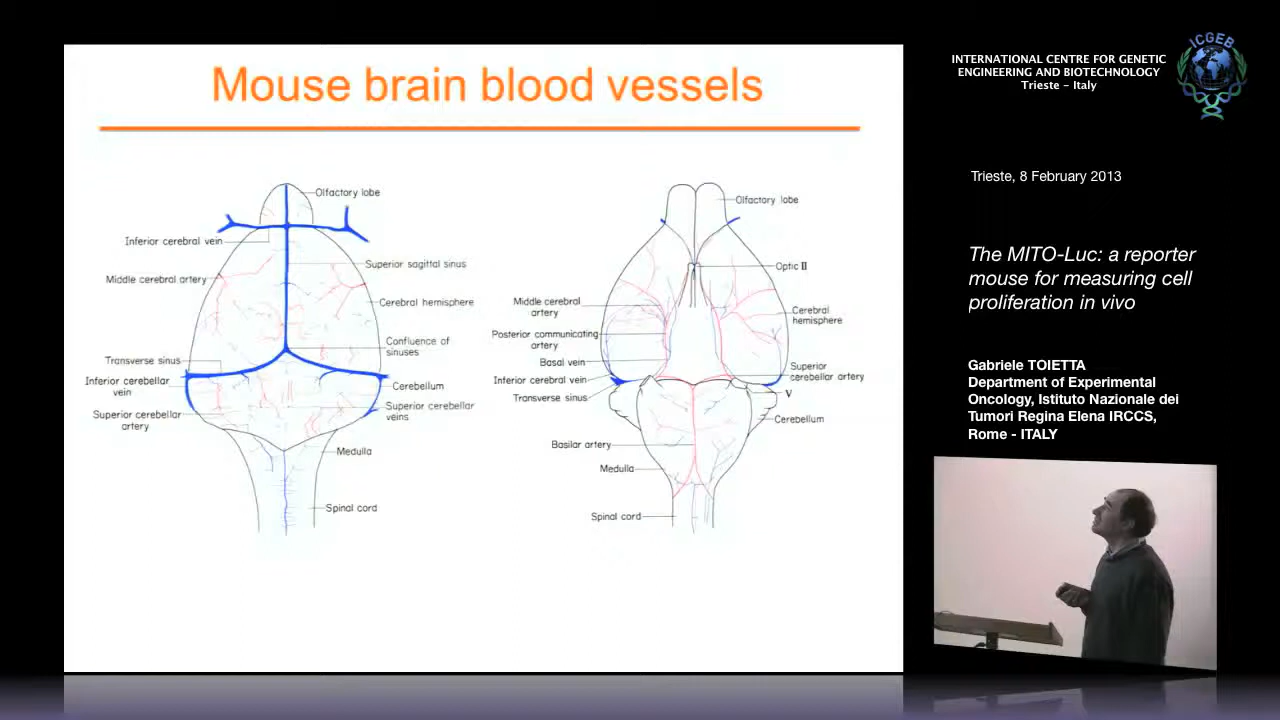 Mouse brain blood vessels
Olfactory lobe
Inferior cerebral vein
Superior sagittal sinus
Middle cerebral artery
Cerebral hemisphere
Confluence of
sinuses
Transverse sinus
Inferior cerebellar
vein
Cerebellum
Superior cerebellar
artery
Superior cerebellar
veins
Medulla
Spinal cord
Olfactory lobe
Optic II
Middle cerebral
artery
Cerebral
hemisphere
Posterior communicating
artery
Basal vein
Superior
cerebellar artery
Inferior cerebral vein
Transverse sinus
V
Cerebellum
Basilar artery
Medulla
Spinal cord
INTERNATIONAL CENTRE FOR GENETIC
ENGINEERING AND BIOTECHNOLOGY
Trieste - Italy
ICGEB
Trieste, 8 February 2013
The MITO-Luc: a reporter
mouse for measuring cell
proliferation in vivo
Gabriele TOIETTA
Department of Experimental
Oncology, Istituto Nazionale dei
Tumori Regina Elena IRCCS,
Rome - ITALY